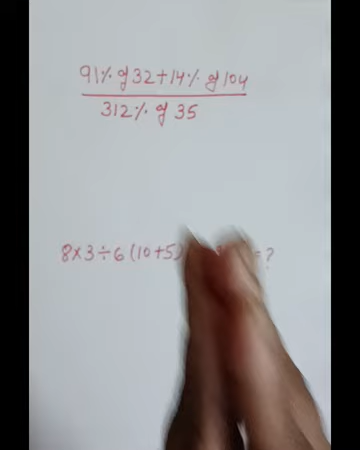 91% of 32 + 14% of 104
312% of 35
8×3÷6(10+5)
= ?